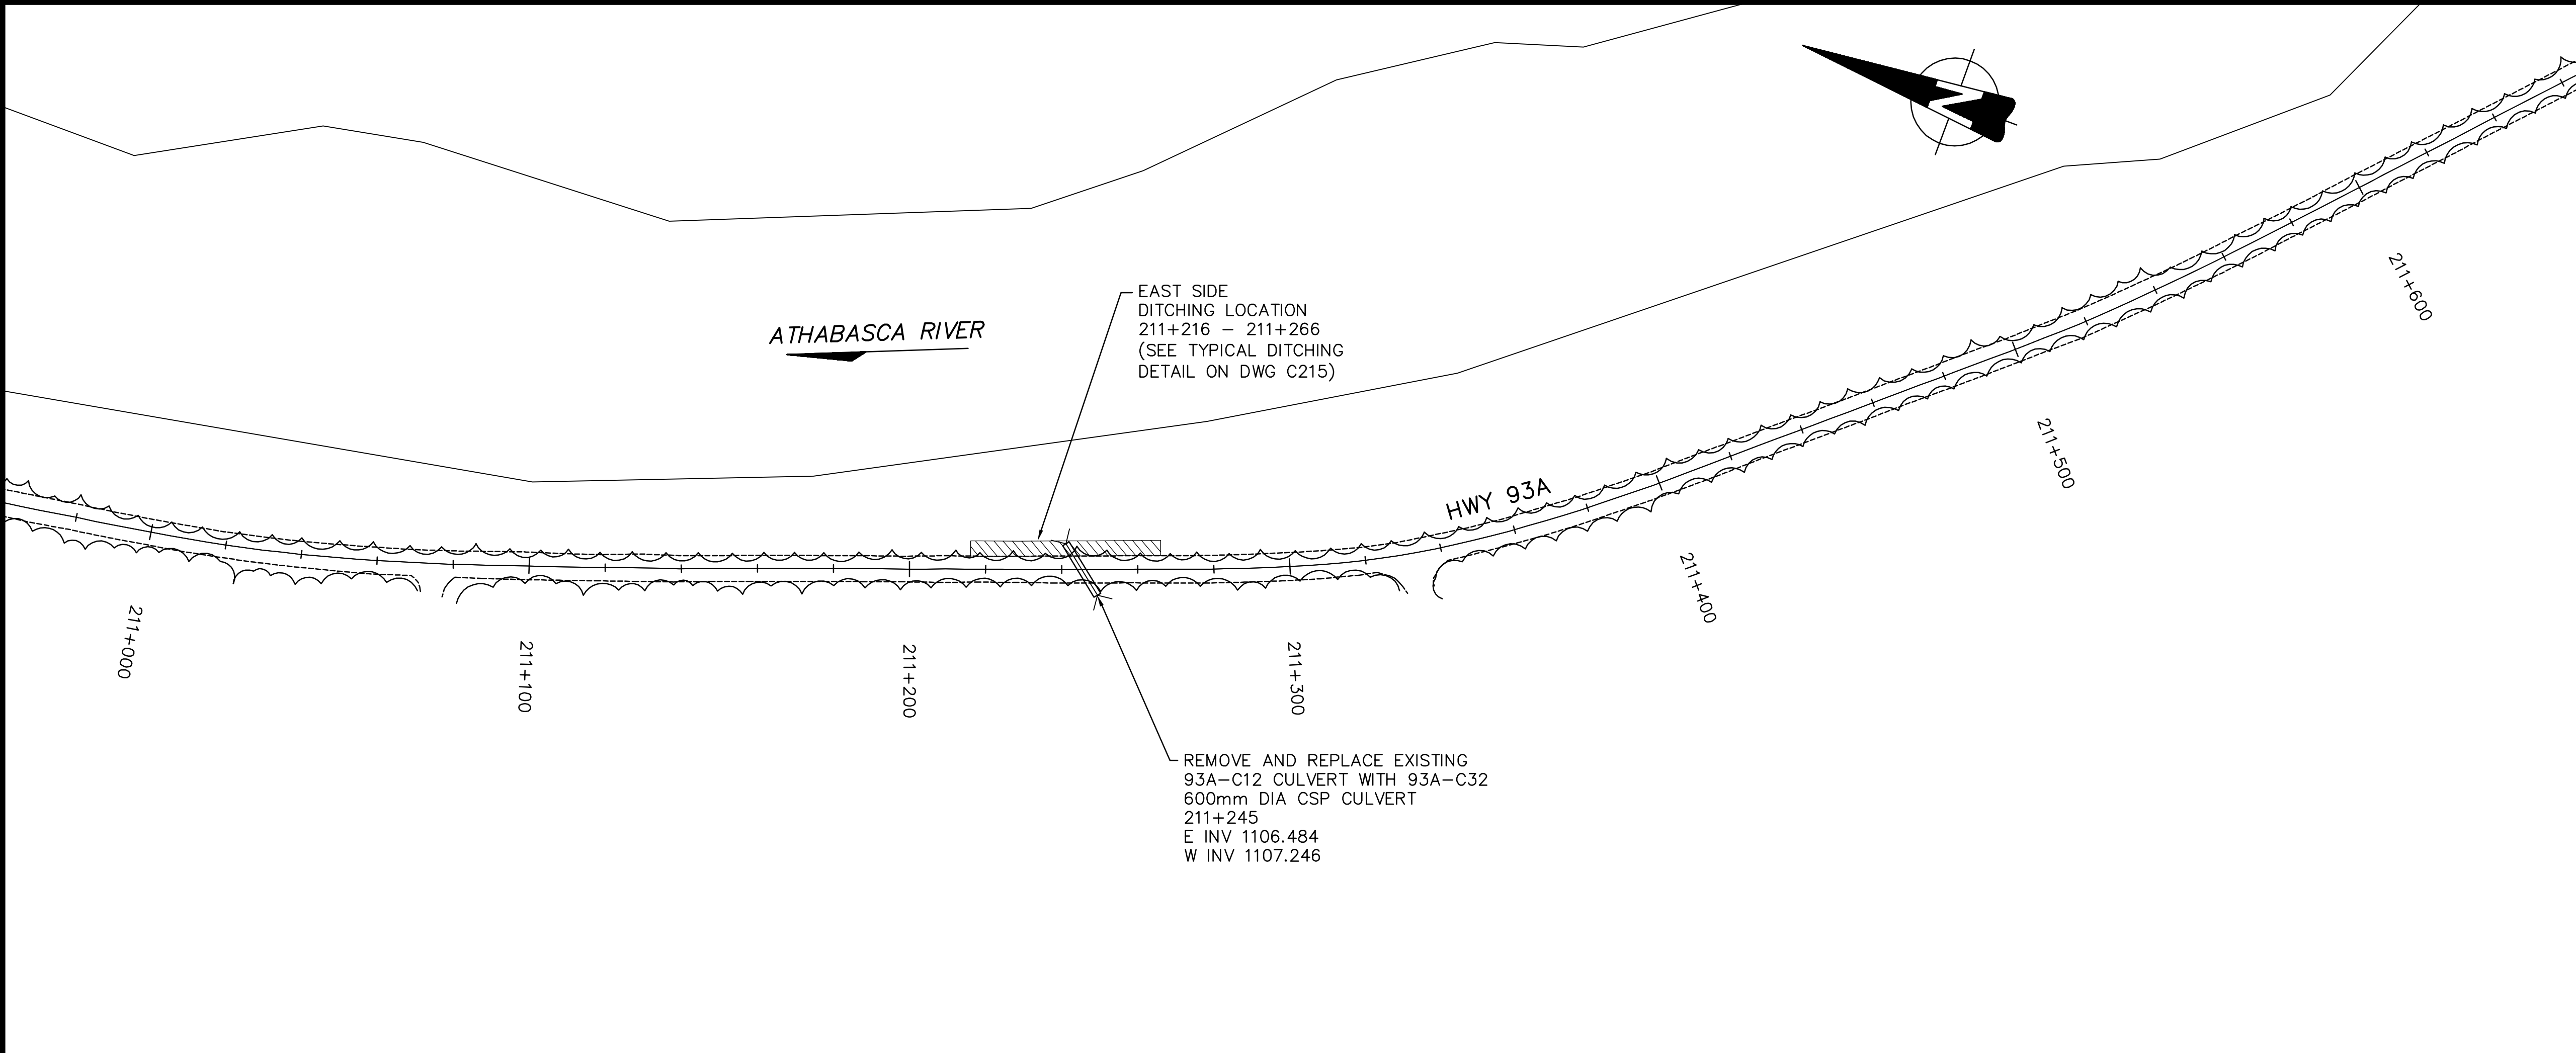 N
EAST SIDE
DITCHING LOCATION
211+216 – 211+266
(SEE TYPICAL DITCHING
DETAIL ON DWG C215)
ATHABASCA RIVER
HWY 93A
211+000
211+100
211+200
211+300
211+400
211+500
211+600
REMOVE AND REPLACE EXISTING
93A–C12 CULVERT WITH 93A–C32
600mm DIA CSP CULVERT
211+245
E INV 1106.484
W INV 1107.246